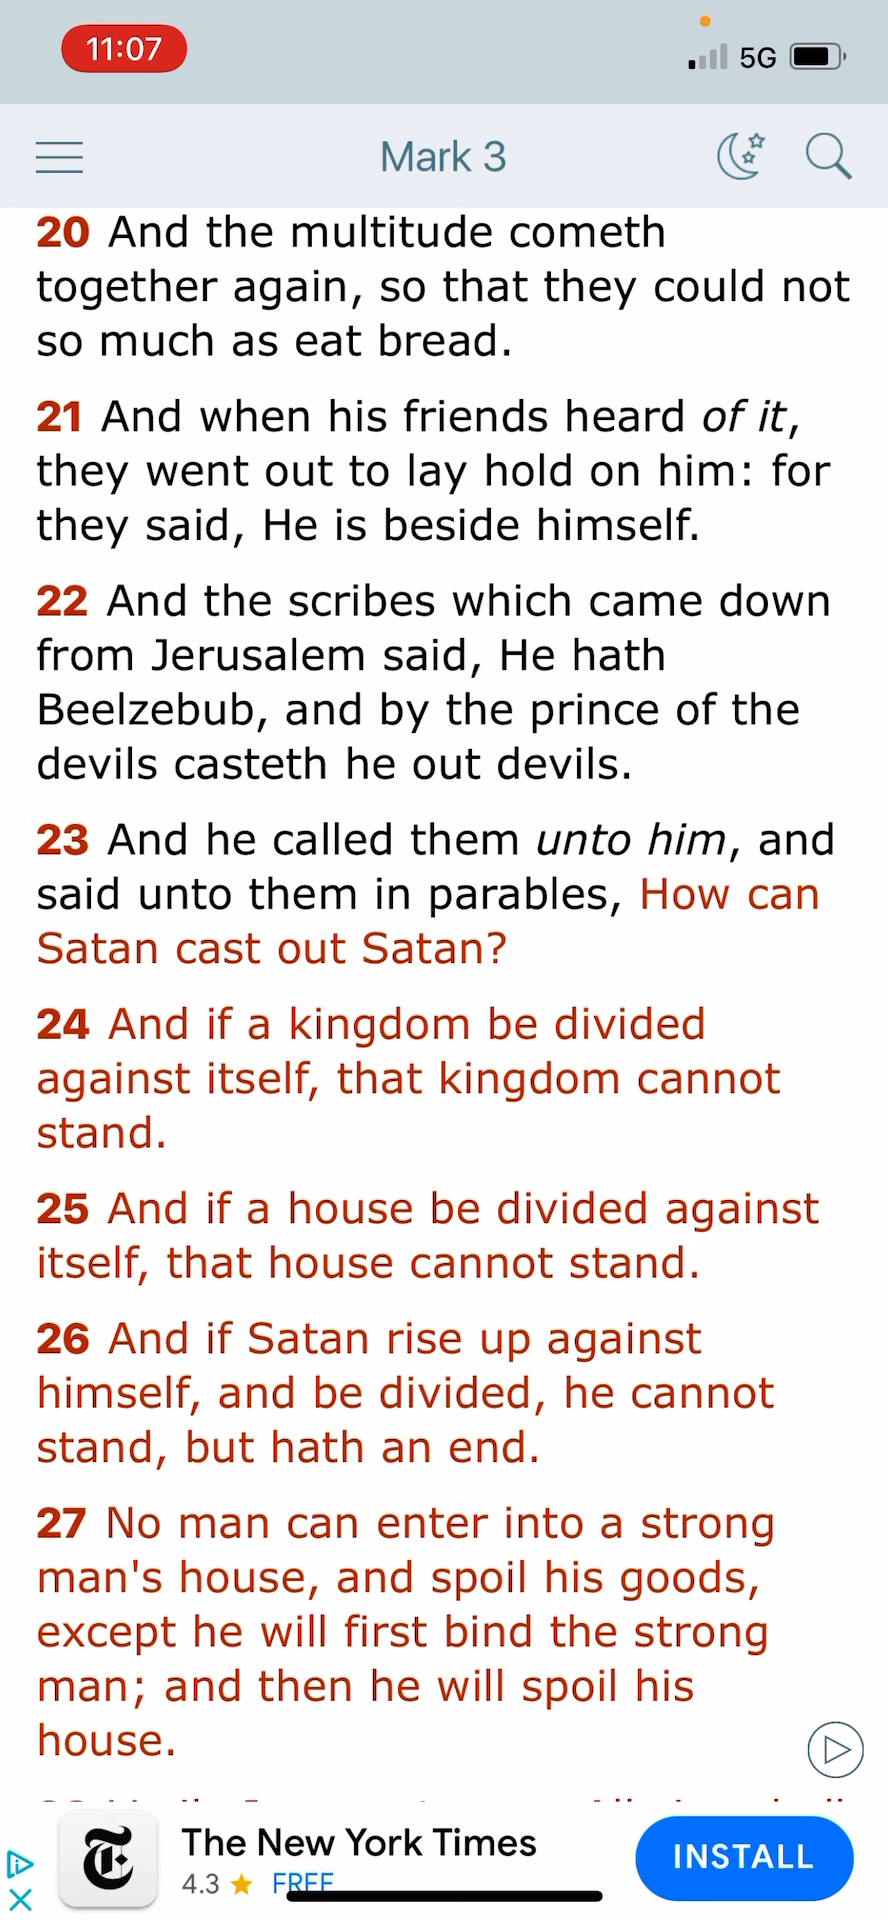 11:07
5G
Mark 3
20 And the multitude cometh
together again, so that they could not
so much as eat bread.
21 And when his friends heard of it,
they went out to lay hold on him: for
they said, He is beside himself.
22 And the scribes which came down
from Jerusalem said, He hath
Beelzebub, and by the prince of the
devils casteth he out devils.
23 And he called them unto him, and
said unto them in parables, How can
Satan cast out Satan?
24 And if a kingdom be divided
against itself, that kingdom cannot
stand.
25 And if a house be divided against
itself, that house cannot stand.
26 And if Satan rise up against
himself, and be divided, he cannot
stand, but hath an end.
27 No man can enter into a strong
man's house, and spoil his goods,
except he will first bind the strong
man; and then he will spoil his
house.
The New York Times
4.3 ★ FREE
INSTALL